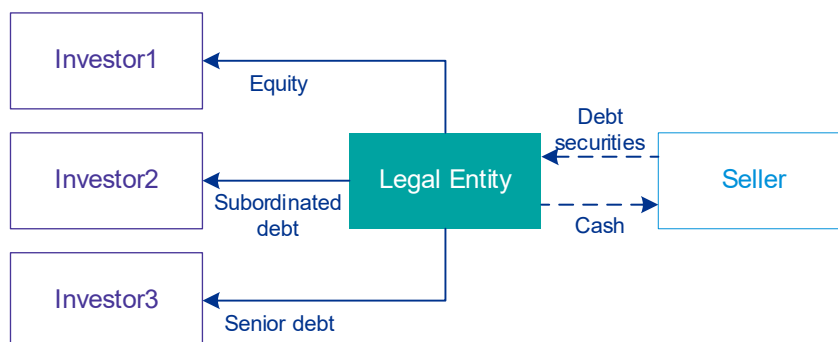 Investor1
Equity
Investor2
Subordinated
debt
Investor3
Senior debt
Legal Entity
Debt
securities
Cash
Seller